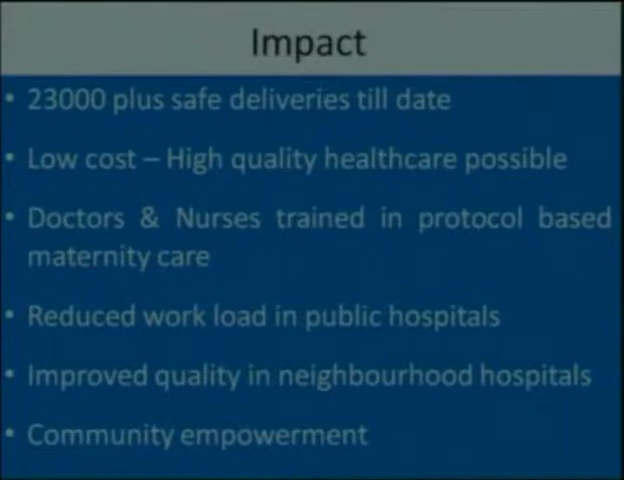 Impact
• 23000 plus safe deliveries till date
• Low cost – High quality healthcare possible
• Doctors & Nurses trained in protocol based
maternity care
• Reduced work load in public hospitals
• Improved quality in neighbourhood hospitals
• Community empowerment